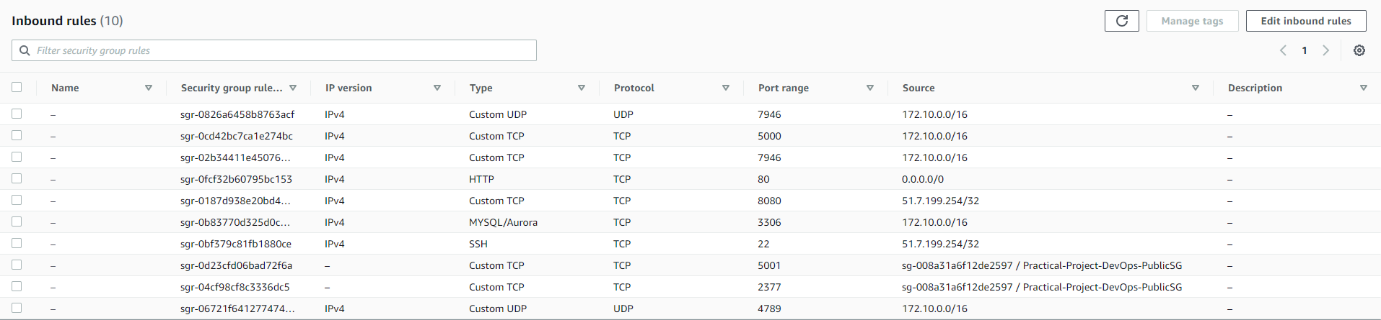 Inbound rules (10)
Manage tags
Edit inbound rules
Filter security group rules
1
Name Security group rule... IP version Type Protocol Port range Source Description
– sgr-0826a6458b8763acf IPv4 Custom UDP UDP 7946 172.10.0.0/16 –
– sgr-0cd42bc7ca1e274bc IPv4 Custom TCP TCP 5000 172.10.0.0/16 –
– sgr-02b34411e45076... IPv4 Custom TCP TCP 7946 172.10.0.0/16 –
– sgr-0fcf32b60795bc153 IPv4 HTTP TCP 80 0.0.0.0/0 –
– sgr-0187d938e20bd4... IPv4 Custom TCP TCP 8080 51.7.199.254/32 –
– sgr-0b83770d325d0c... IPv4 MYSQL/Aurora TCP 3306 172.10.0.0/16 –
– sgr-0bf379c81fb1880ce IPv4 SSH TCP 22 51.7.199.254/32 –
– sgr-0d23cfd06bad72f6a – Custom TCP TCP 5001 sg-008a31a6f12de2597 / Practical-Project-DevOps-PublicSG –
– sgr-04cf98cf8c3336dc5 – Custom TCP TCP 2377 sg-008a31a6f12de2597 / Practical-Project-DevOps-PublicSG –
– sgr-06721f641277474... IPv4 Custom UDP UDP 4789 172.10.0.0/16 –